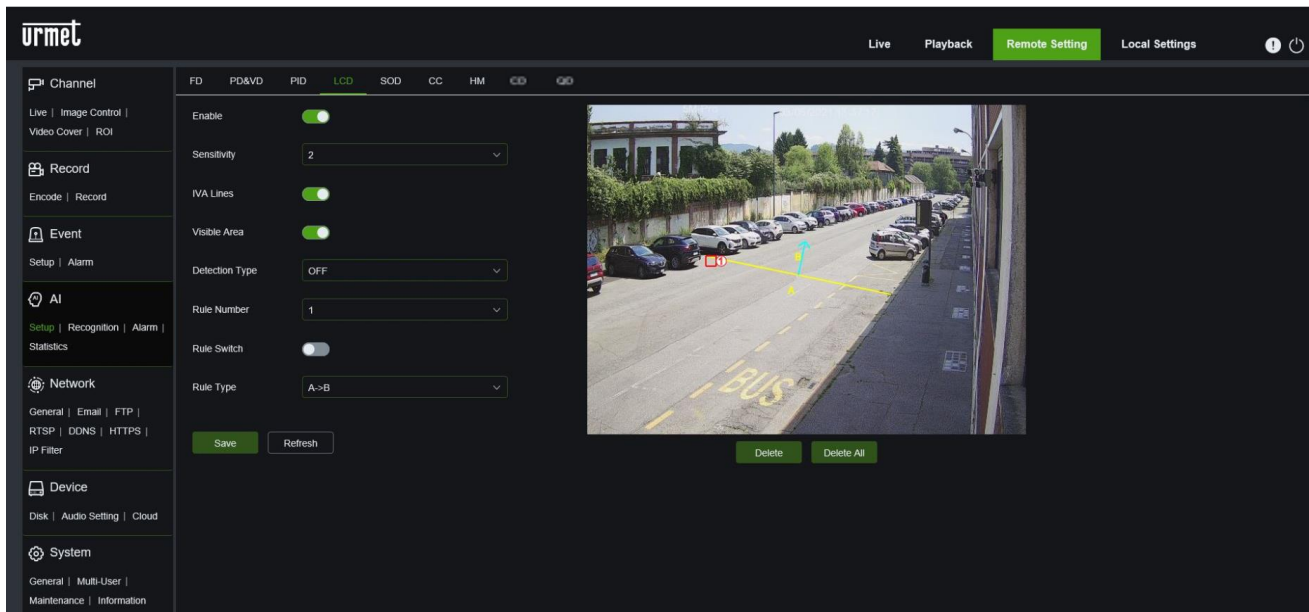 urmet
Live Playback Remote Setting Local Settings
Channel
Live | Image Control |
Video Cover | ROI
Record
Encode | Record
Event
Setup | Alarm
AI
Setup | Recognition | Alarm |
Statistics
Network
General | Email | FTP |
RTSP | DDNS | HTTPS |
IP Filter
Device
Disk | Audio Setting | Cloud
System
General | Multi-User |
Maintenance | Information
FD PD&VD PID LCD SOD CC HM CD QD
Enable
Sensitivity 2
IVA Lines
Visible Area
Detection Type OFF
Rule Number 1
Rule Switch
Rule Type A->B
Save Refresh
1
B
A
BUS
Delete Delete All